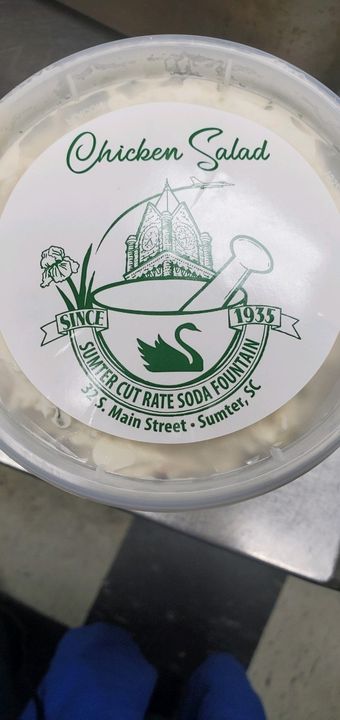 Chicken Salad
SINCE 1935
SUMTER CUT RATE SODA FOUNTAIN
32 S. Main Street • Sumter, SC